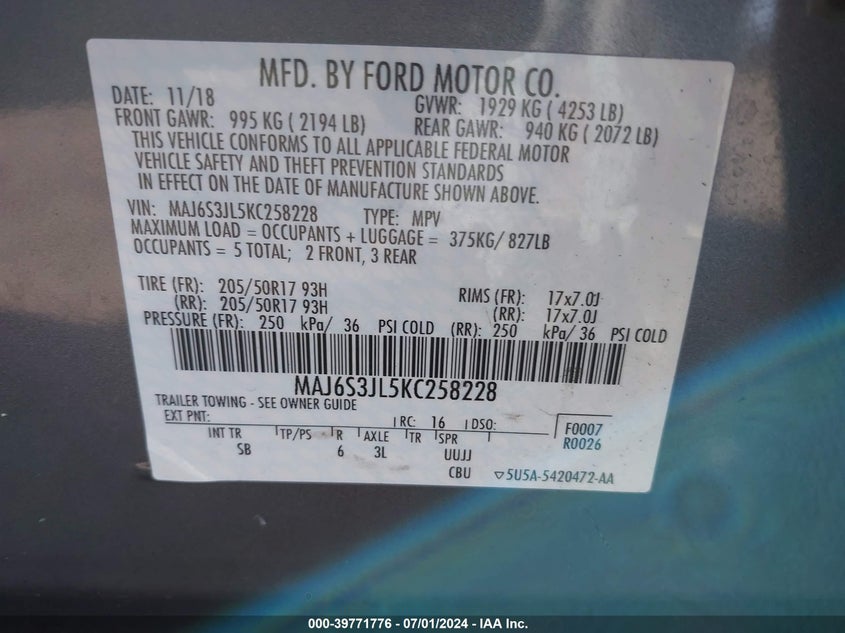 MFD. BY FORD MOTOR CO.
DATE: 11/18 GVWR: 1929 KG ( 4253 LB)
FRONT GAWR: 995 KG ( 2194 LB) REAR GAWR: 940 KG ( 2072 LB)
THIS VEHICLE CONFORMS TO ALL APPLICABLE FEDERAL MOTOR
VEHICLE SAFETY AND THEFT PREVENTION STANDARDS
IN EFFECT ON THE DATE OF MANUFACTURE SHOWN ABOVE.
VIN: MAJ6S3JL5KC258228 TYPE: MPV
MAXIMUM LOAD = OCCUPANTS + LUGGAGE = 375KG/ 827LB
OCCUPANTS = 5 TOTAL; 2 FRONT, 3 REAR
TIRE (FR): 205/50R17 93H RIMS (FR): 17x7.0J
(RR): 205/50R17 93H (RR): 17x7.0J
PRESSURE (FR): 250 kPa/ 36 PSI COLD (RR): 250 kPa/ 36 PSI COLD
MAJ6S3JL5KC258228
TRAILER TOWING - SEE OWNER GUIDE
EXT PNT: RC: 16 DSO: F0007
R0026
INT TR TP/PS R AXLE TR SPR
SB 6 3L UUJJ
CBU ▽5U5A-5420472-AA
000-39771776 - 07/01/2024 - IAA Inc.